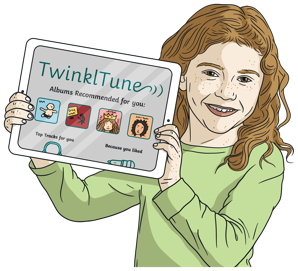 TwinklTune
Albums Recommended for you:
Top Tracks for you
Because you liked